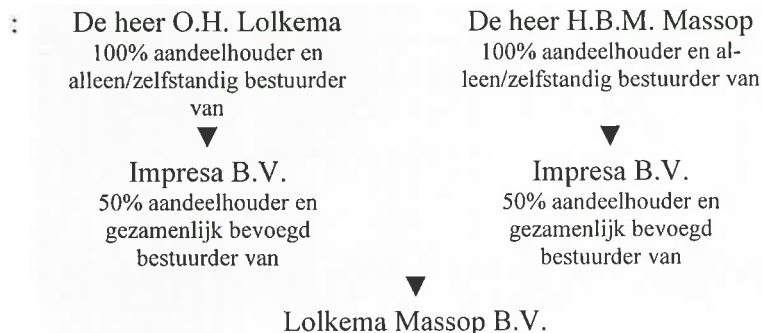 De heer O.H. Lolkema
100% aandeelhouder en
alleen/zelfstandig bestuurder
van
Impresa B.V.
50% aandeelhouder en
gezamenlijk bevoegd
bestuurder van
De heer H.B.M. Massop
100% aandeelhouder en al-
leen/zelfstandig bestuurder van
Impresa B.V.
50% aandeelhouder en
gezamenlijk bevoegd
bestuurder van
Lolkema Massop B.V.